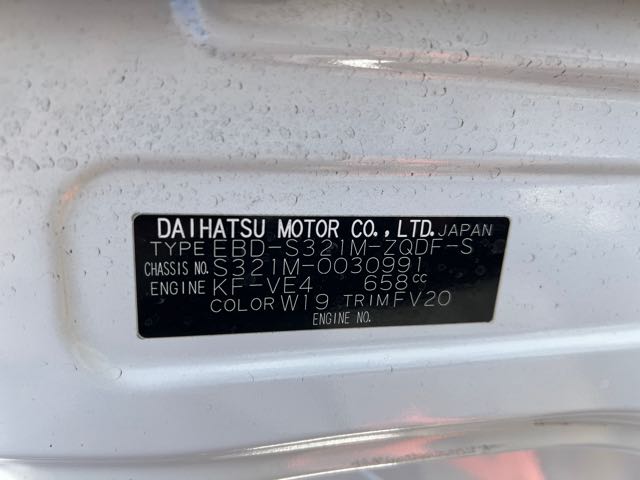 DAIHATSU MOTOR CO., LTD. JAPAN
TYPE EBD-S321M-ZQDF-S
CHASSIS NO. S321M-0030991
ENGINE KF-VE4 658cc
COLOR W19 TRIM FV20
ENGINE NO.